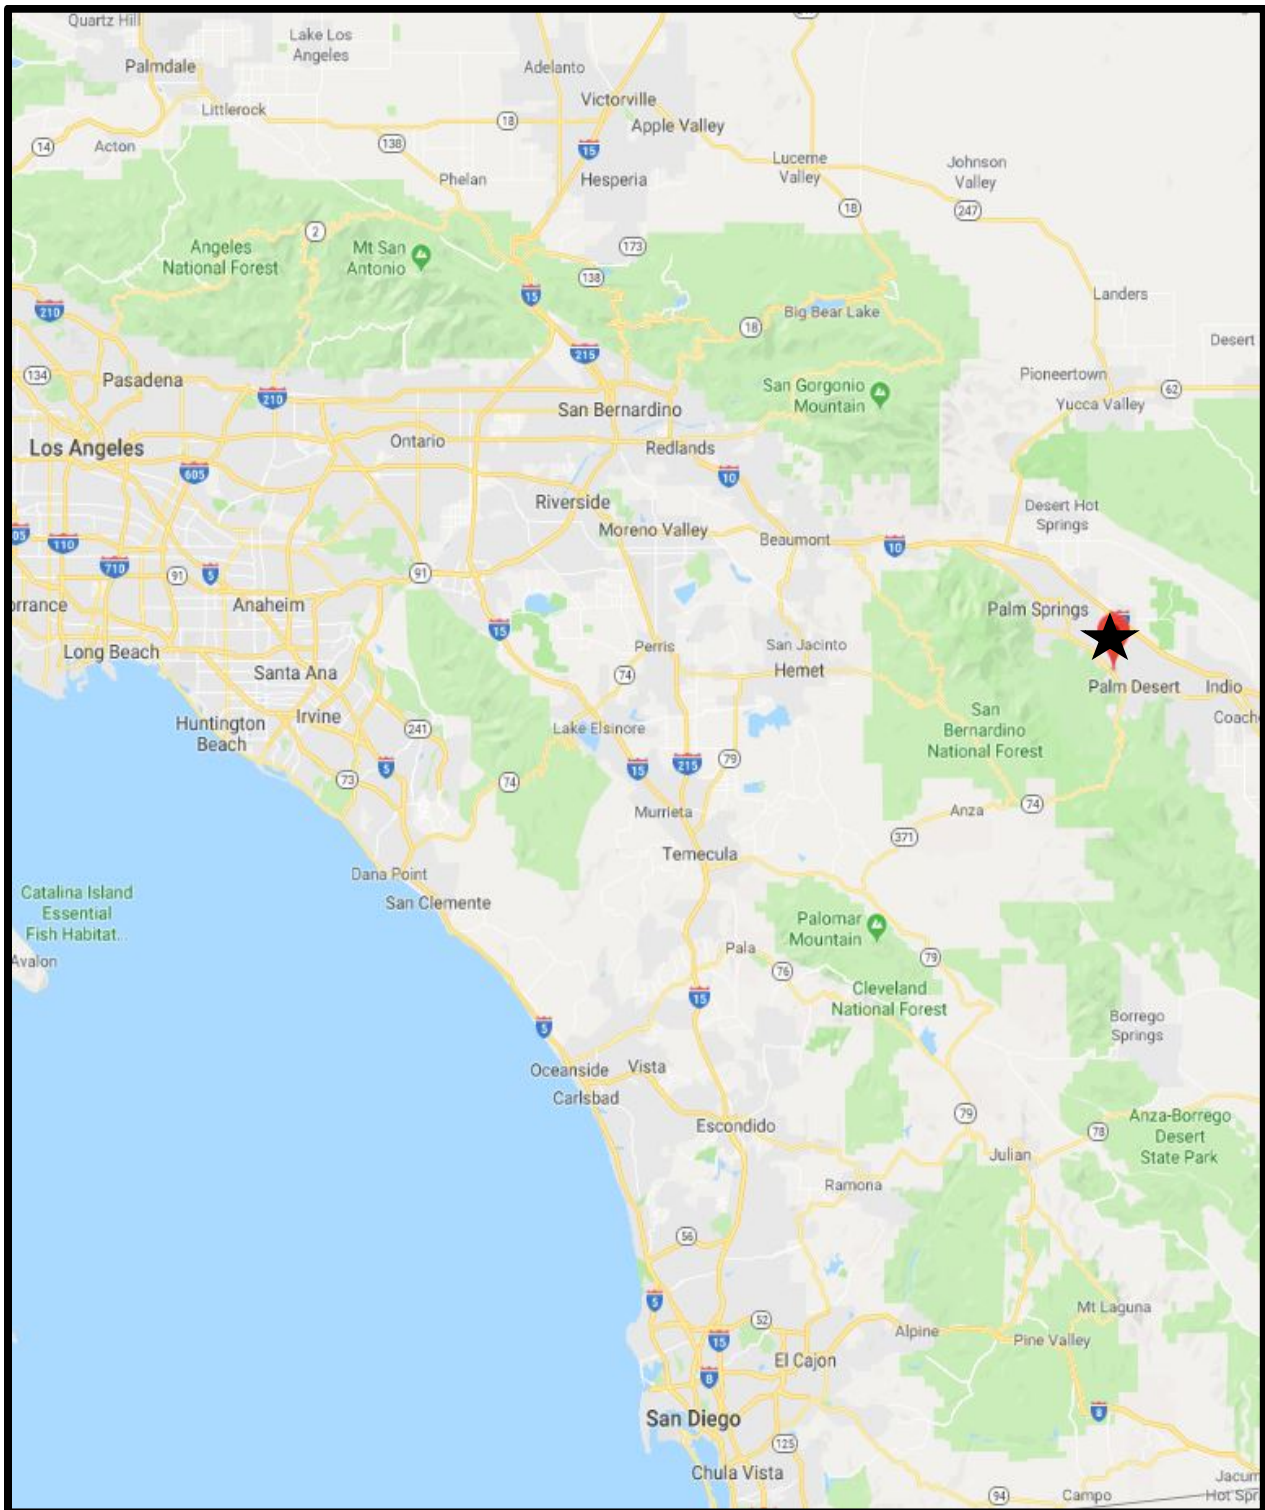 Quartz Hill
Lake Los
Angeles
Palmdale
Adelanto
Victorville
Littlerock
18
Apple Valley
14
Acton
138
15
Lucerne
Valley
Johnson
Valley
Phelan
Hesperia
18
247
2
Angeles
National Forest
Mt San
Antonio
173
138
15
Landers
210
Big Bear Lake
18
Desert
215
134
Pasadena
210
Pioneertown
62
San Gorgonio
Mountain
Yucca Valley
San Bernardino
Los Angeles
Ontario
Redlands
605
10
Riverside
Desert Hot
Springs
Moreno Valley
05
110
Beaumont
10
710
91
5
91
orrance
Anaheim
Palm Springs
15
Long Beach
Perris
San Jacinto
Santa Ana
74
Hemet
Palm Desert
Indio
Huntington
Beach
Irvine
241
Lake Elsinore
San
Bernardino
National Forest
Coach
5
73
74
15
215
79
Murrieta
Anza
74
371
Temecula
Dana Point
Catalina Island
Essential
Fish Habitat...
San Clemente
Palomar
Mountain
Avalon
Pala
76
79
15
Cleveland
National Forest
5
Borrego
Springs
Oceanside
Vista
Carlsbad
79
Escondido
78
Anza-Borrego
Desert
State Park
Julian
Ramona
56
5
Mt Laguna
52
15
Alpine
Pine Valley
El Cajon
8
8
San Diego
125
Chula Vista
94
Campo
Jacum
Hot Spr